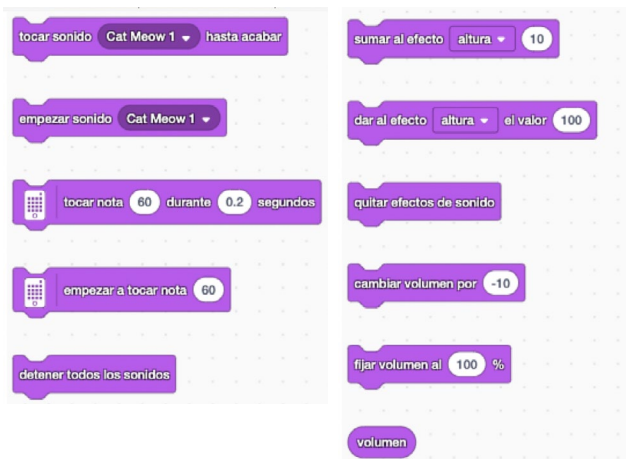 tocar sonido Cat Meow 1 hasta acabar
empezar sonido Cat Meow 1
tocar nota 60 durante 0.2 segundos
empezar a tocar nota 60
detener todos los sonidos
sumar al efecto altura 10
dar al efecto altura el valor 100
quitar efectos de sonido
cambiar volumen por -10
fijar volumen al 100 %
volumen